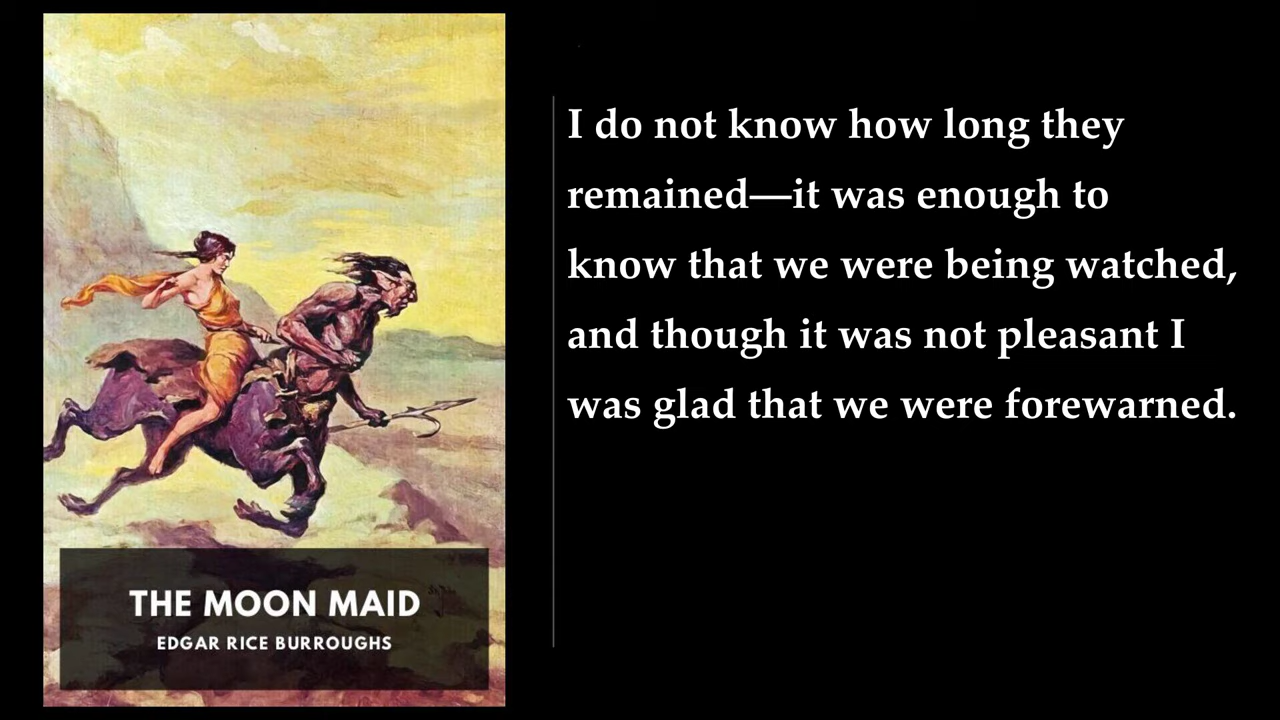 THE MOON MAID
EDGAR RICE BURROUGHS
I do not know how long they
remained—it was enough to
know that we were being watched,
and though it was not pleasant I
was glad that we were forewarned.